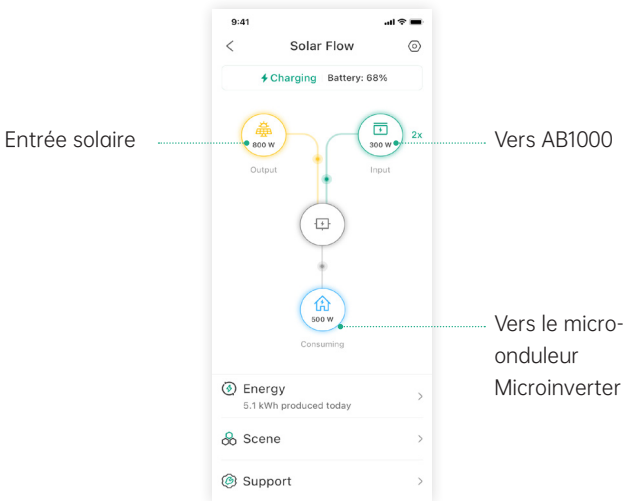 9:41
Solar Flow
Charging Battery: 68%
Entrée solaire
800 W
300 W
2x
Vers AB1000
Output
Input
500 W
Consuming
Vers le micro-
onduleur
Microinverter
Energy
5.1 kWh produced today
Scene
Support